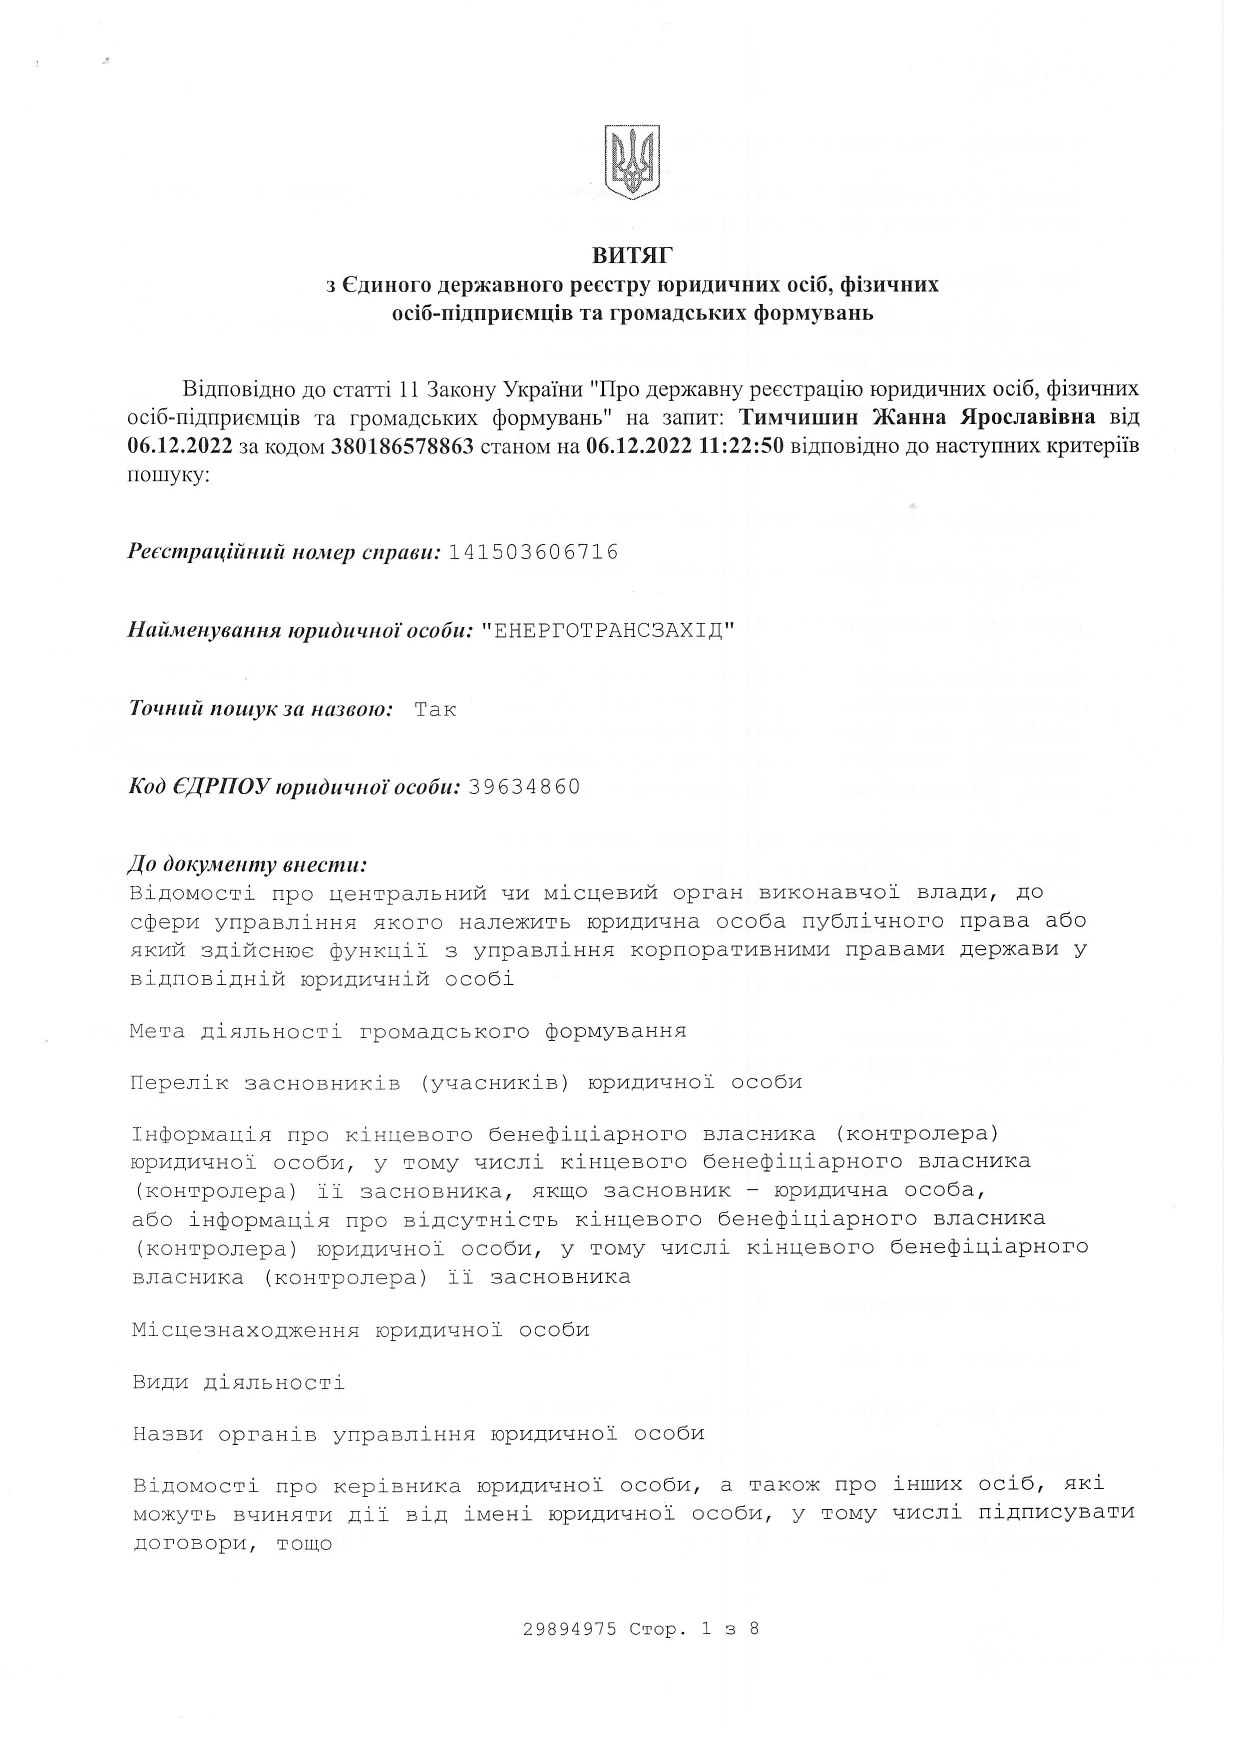 ВИТЯГ
з Єдиного державного реєстру юридичних осіб, фізичних
осіб-підприємців та громадських формувань
Відповідно до статті 11 Закону України "Про державну реєстрацію юридичних осіб, фізичних
осіб-підприємців та громадських формувань" на запит: Тимчишин Жанна Ярославівна від
06.12.2022 за кодом 380186578863 станом на 06.12.2022 11:22:50 відповідно до наступних критеріїв
пошуку:
Реєстраційний номер справи: 141503606716
Найменування юридичної особи: "ЕНЕРГОТРАНСЗАХІД"
Точний пошук за назвою: Так
Код ЄДРПОУ юридичної особи: 39634860
До документу внести:
Відомості про центральний чи місцевий орган виконавчої влади, до
сфери управління якого належить юридична особа публічного права або
який здійснює функції з управління корпоративними правами держави у
відповідній юридичній особі
Мета діяльності громадського формування
Перелік засновників (учасників) юридичної особи
Інформація про кінцевого бенефіціарного власника (контролера)
юридичної особи, у тому числі кінцевого бенефіціарного власника
(контролера) її засновника, якщо засновник – юридична особа,
або інформація про відсутність кінцевого бенефіціарного власника
(контролера) юридичної особи, у тому числі кінцевого бенефіціарного
власника (контролера) її засновника
Місцезнаходження юридичної особи
Види діяльності
Назви органів управління юридичної особи
Відомості про керівника юридичної особи, а також про інших осіб, які
можуть вчиняти дії від імені юридичної особи, у тому числі підписувати
договори, тощо
29894975 Стор. 1 з 8